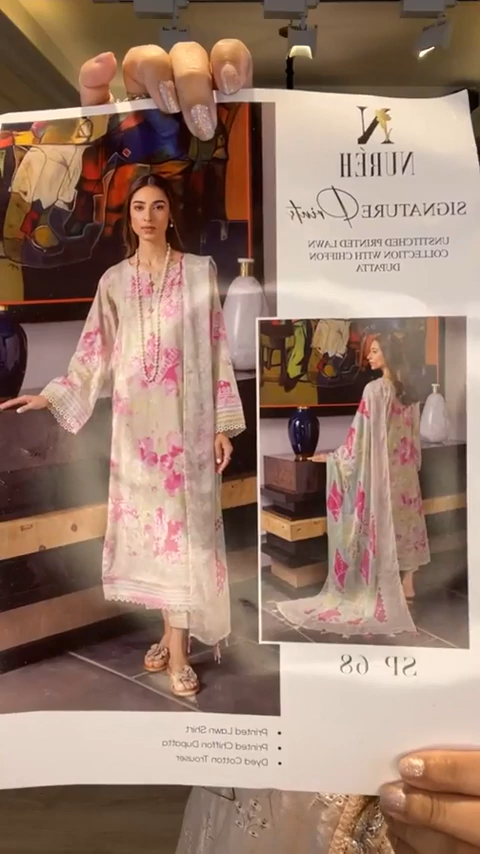 N
NURÉH
SIGNATURE Prints
UNSTITCHED PRINTED LAWN
COLLECTION WITH CHIFFON
DUPATTA
SP 68
• Printed Lawn Shirt
• Printed Chiffon Dupatta
• Dyed Cotton Trouser